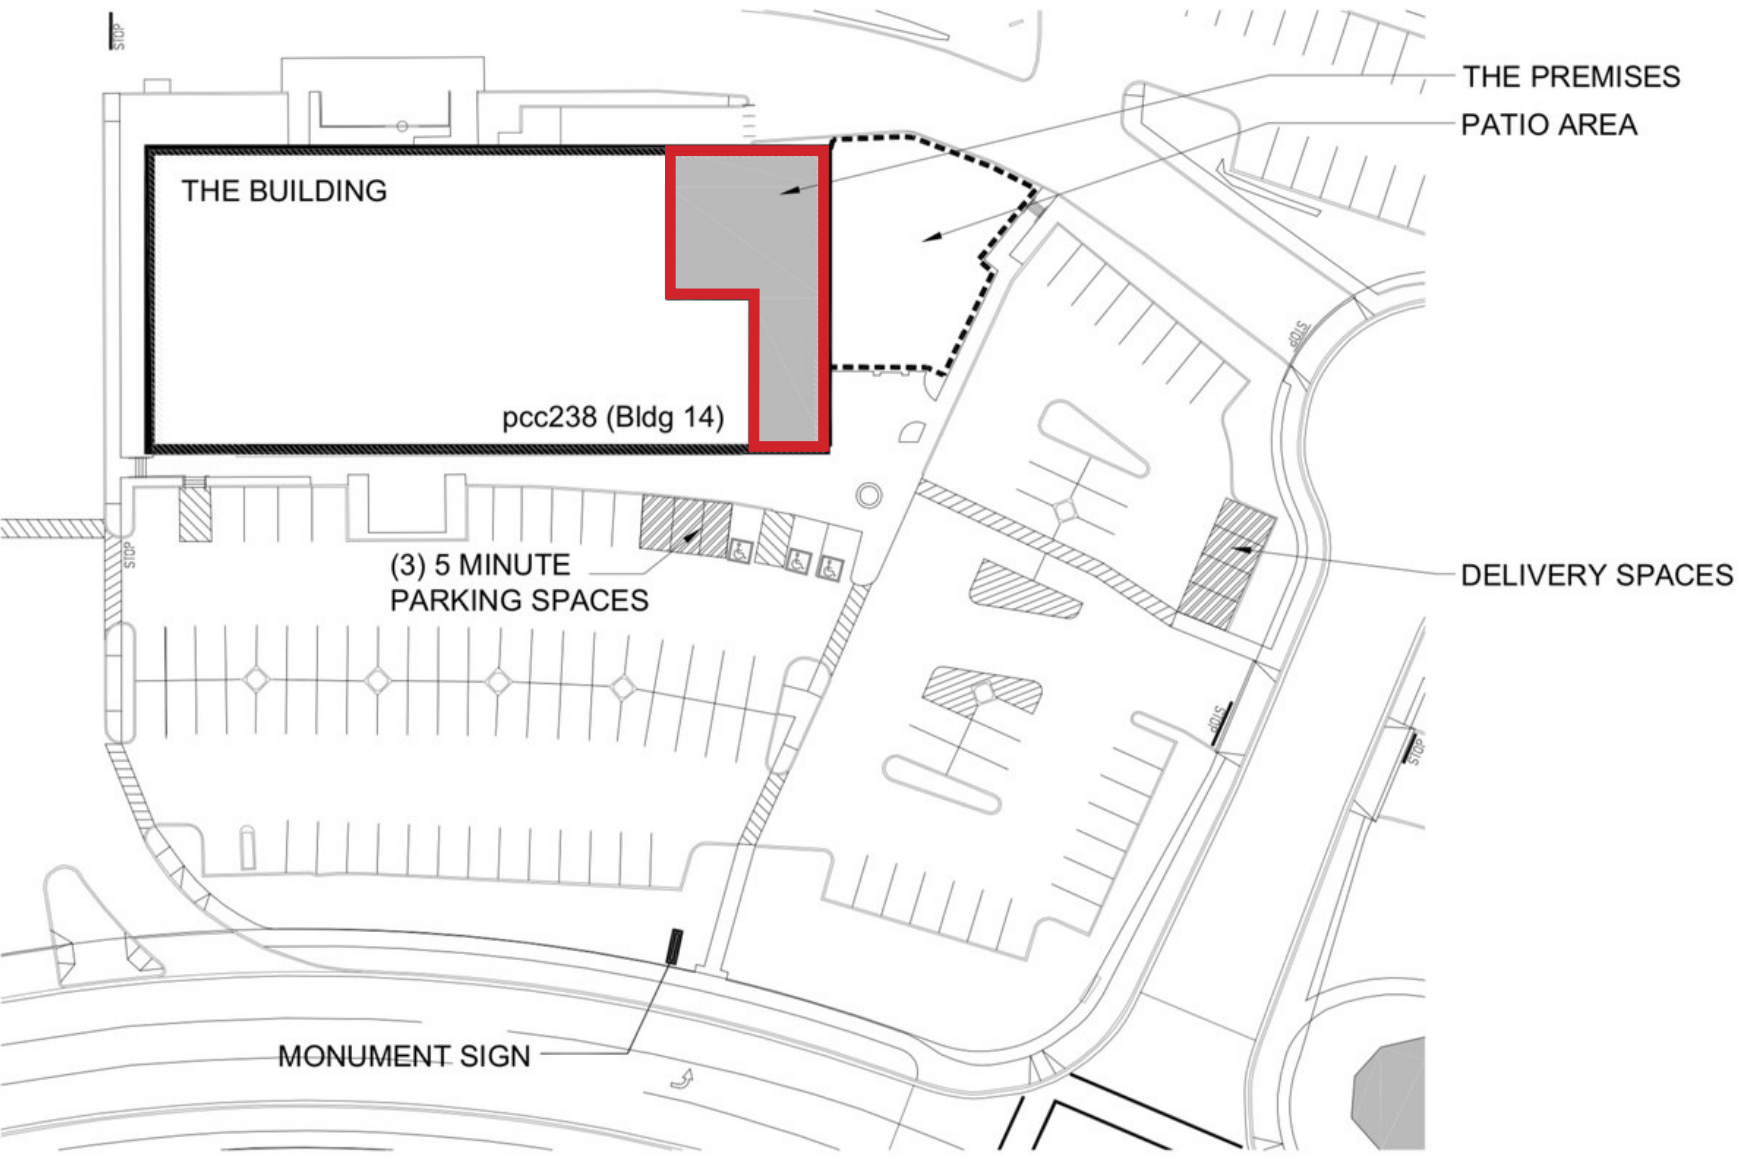 STOP
THE PREMISES
PATIO AREA
THE BUILDING
STOP
pcc238 (Bldg 14)
STOP
(3) 5 MINUTE
PARKING SPACES
DELIVERY SPACES
STOP
STOP
MONUMENT SIGN